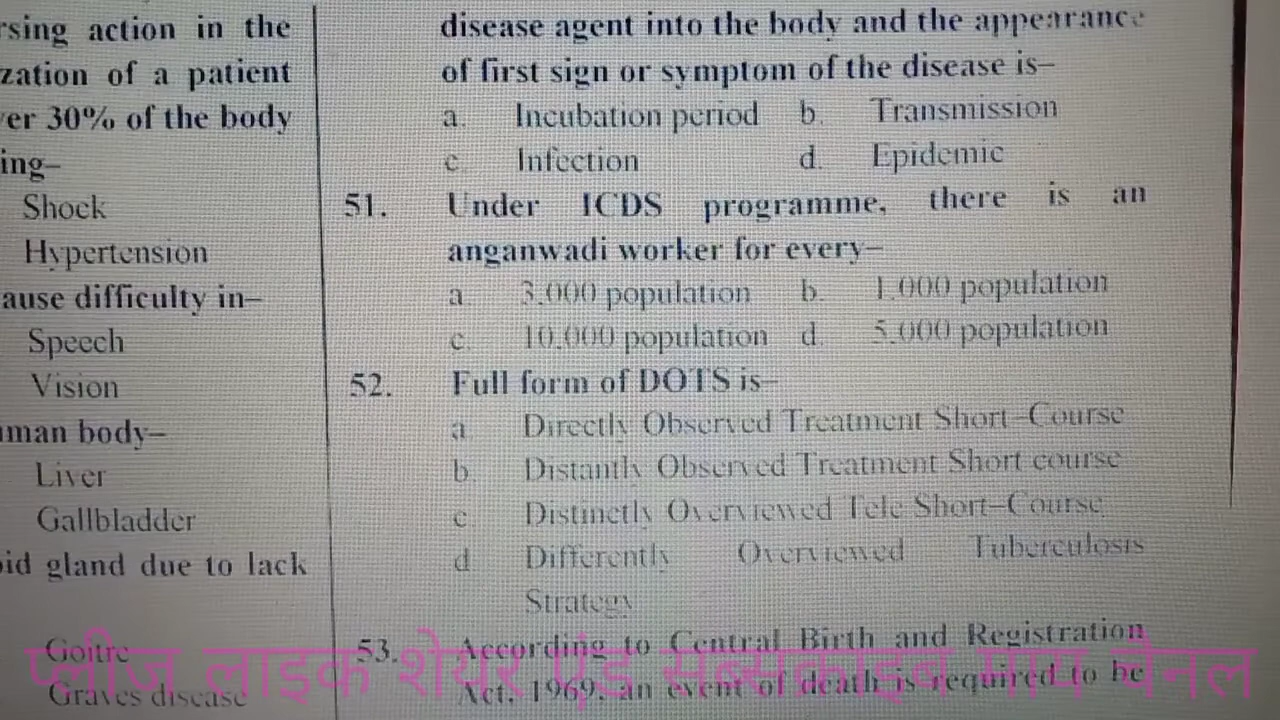 rsing action in the
zation of a patient
er 30% of the body
ing–
Shock
Hypertension
ause difficulty in–
Speech
Vision
man body–
Liver
Gallbladder
id gland due to lack
Goitre
Graves disease
disease agent into the body and the appearance
of first sign or symptom of the disease is–
a. Incubation period b. Transmission
c. Infection d. Epidemic
51. Under ICDS programme, there is an
anganwadi worker for every–
a. 3,000 population b. 1,000 population
c. 10,000 population d. 5,000 population
52. Full form of DOTS is–
a. Directly Observed Treatment Short–Course
b. Distantly Observed Treatment Short course
c. Distinctly Overviewed Tele Short–Course
d. Differently Overviewed Tuberculosis
Strategy
53. According to Central Birth and Registration
Act, 1969, an event of death is required to be
प्लीज लाइक शेयर एंड सब्सक्राइब माय चैनल